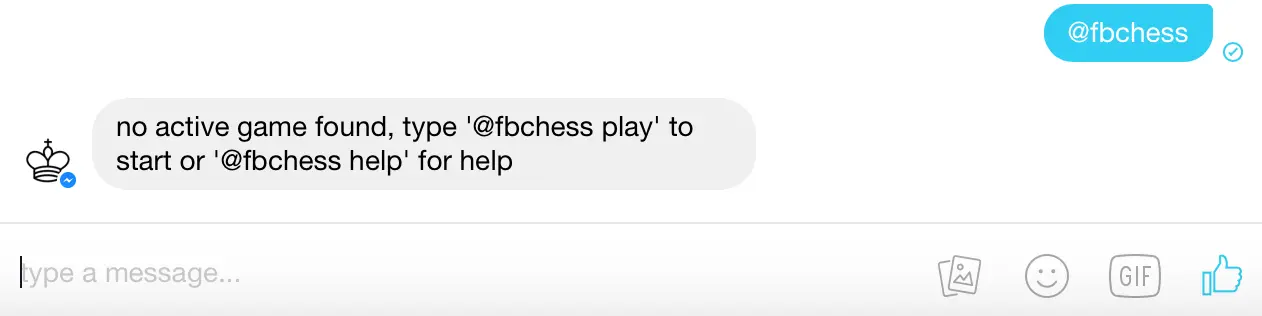 @fbchess
no active game found, type '@fbchess play' to
start or '@fbchess help' for help
type a message...
GIF